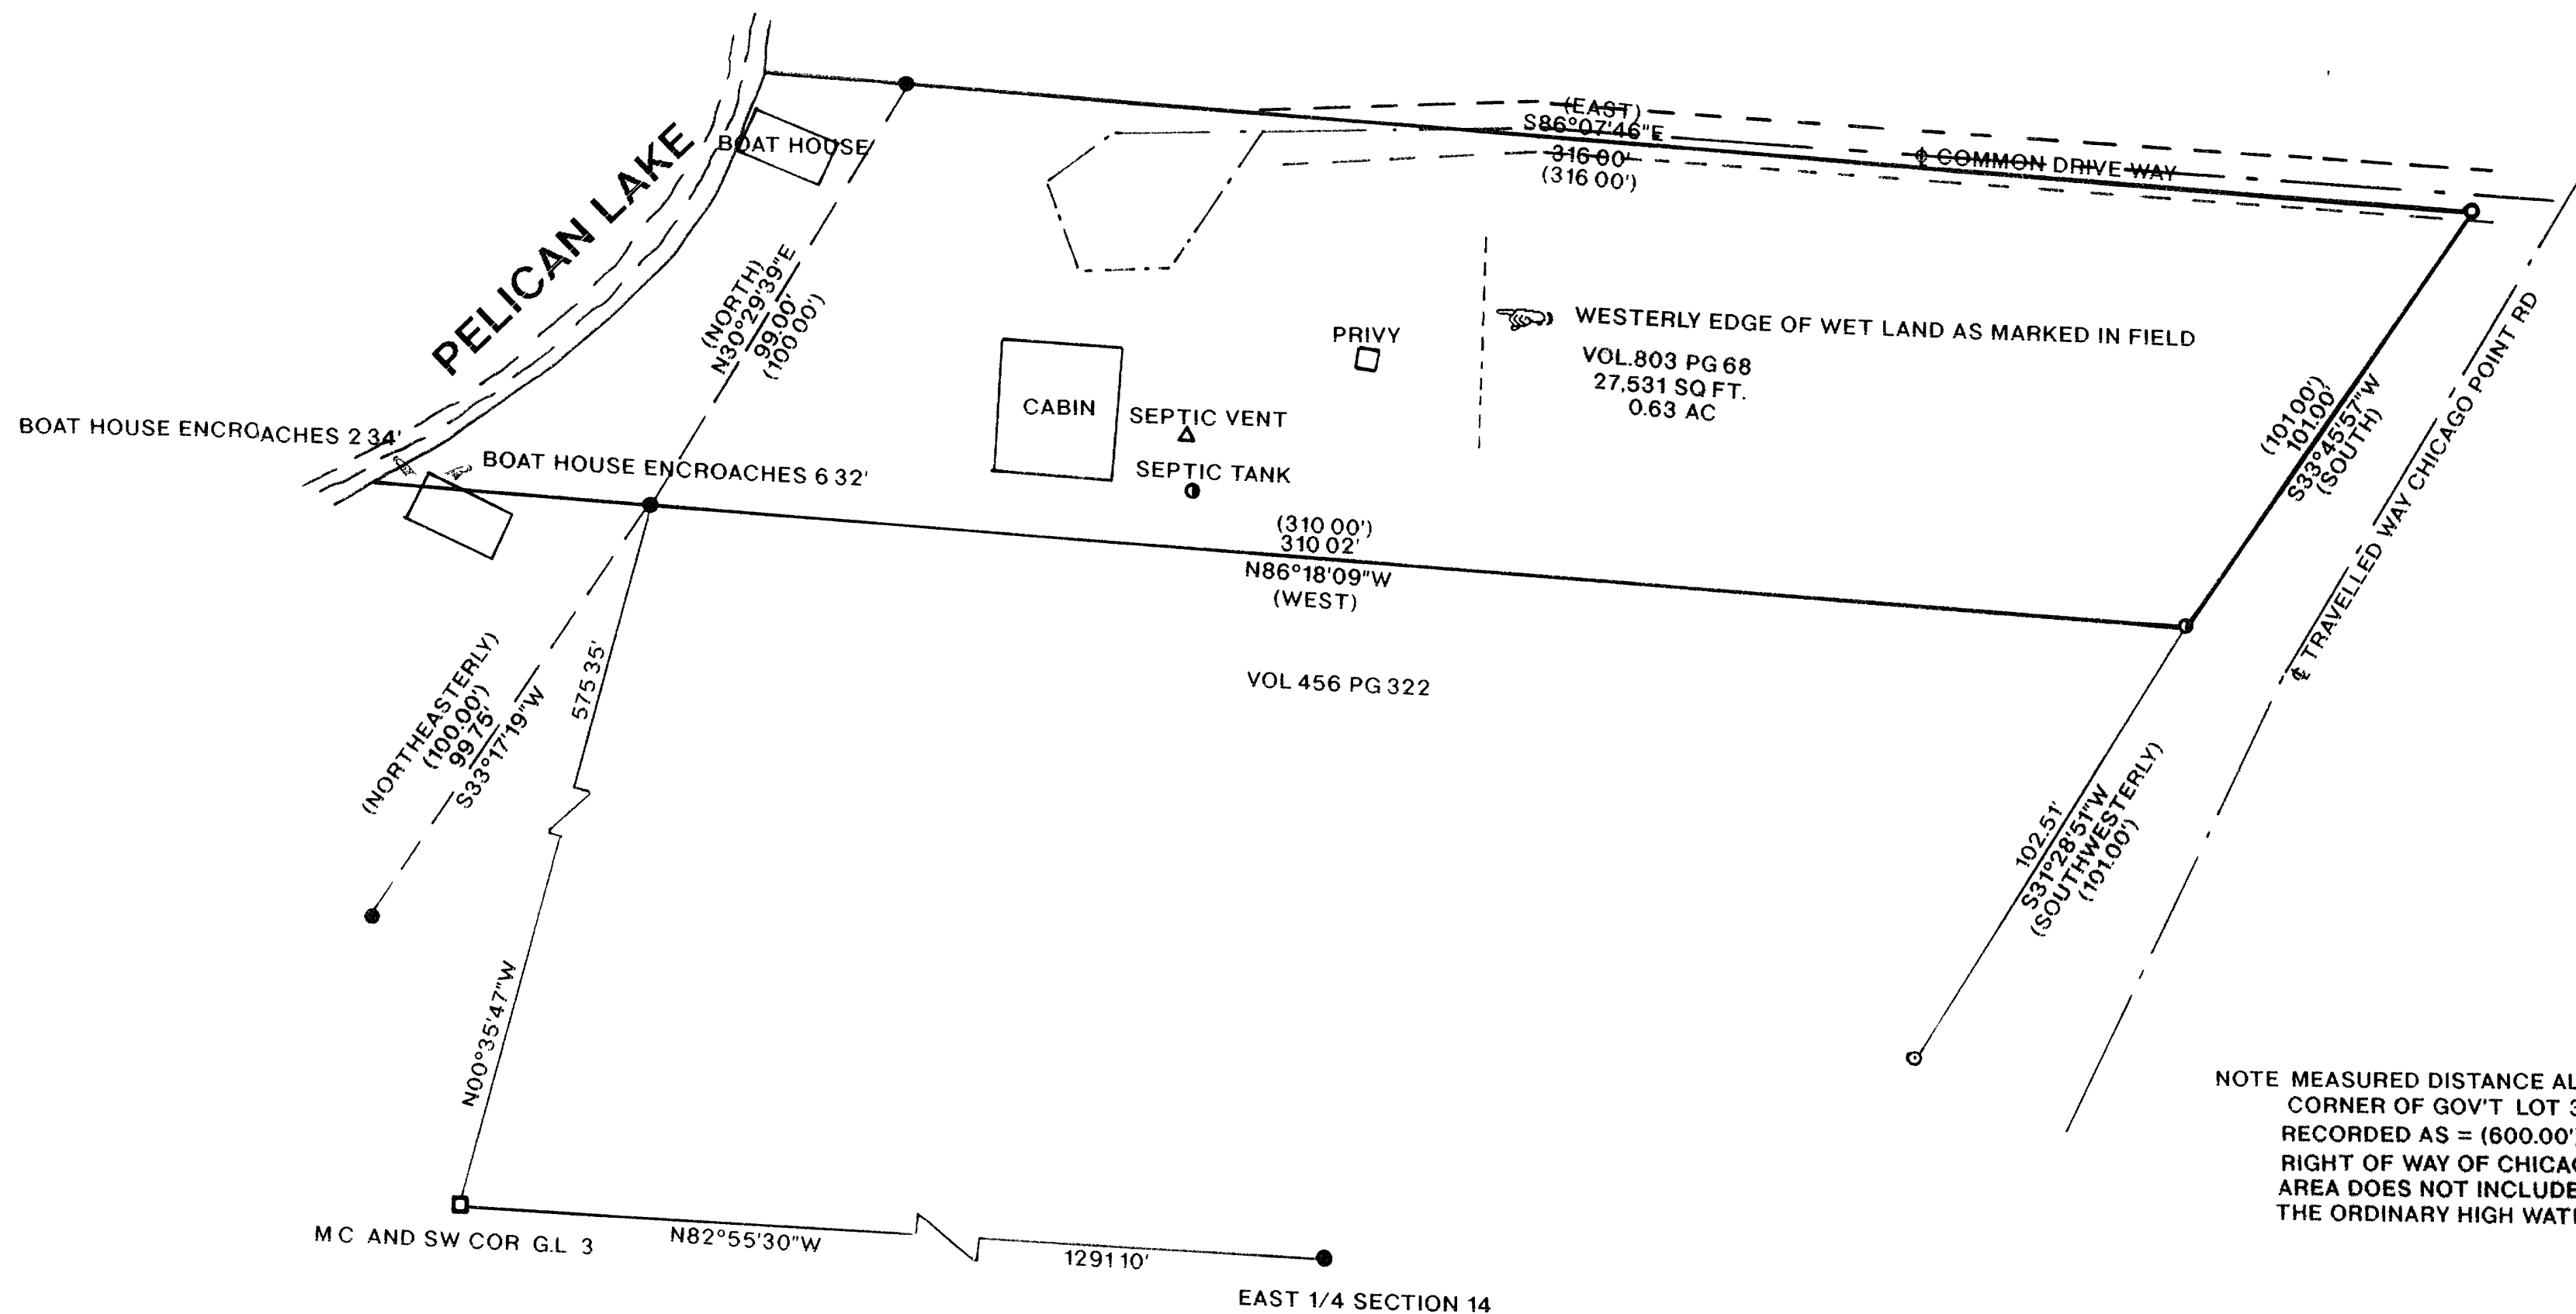 PELICAN LAKE
BOAT HOUSE
(EAST)
S86°07'46"E
316 00'
(316 00')
℄ COMMON DRIVE WAY
(NORTH)
N30°29'39"E
99.00'
(100 00')
PRIVY
WESTERLY EDGE OF WET LAND AS MARKED IN FIELD
VOL.803 PG 68
27,531 SQ FT.
0.63 AC
CABIN
SEPTIC VENT
SEPTIC TANK
BOAT HOUSE ENCROACHES 2 34'
BOAT HOUSE ENCROACHES 6 32'
(310 00')
310 02'
N86°18'09"W
(WEST)
(101 00')
101.00'
S33°45'57"W
(SOUTH)
℄ TRAVELLED WAY CHICAGO POINT RD
VOL 456 PG 322
(NORTHEASTERLY)
(100.00')
99 75'
S33°17'19"W
575 35'
N00°35'47"W
102.51'
S31°28'51"W
(SOUTHWESTERLY)
(101.00')
NOTE MEASURED DISTANCE AL
CORNER OF GOV'T LOT 3
RECORDED AS = (600.00'
RIGHT OF WAY OF CHICA
AREA DOES NOT INCLUDE
THE ORDINARY HIGH WAT
M C AND SW COR G.L 3
N82°55'30"W
1291 10'
EAST 1/4 SECTION 14